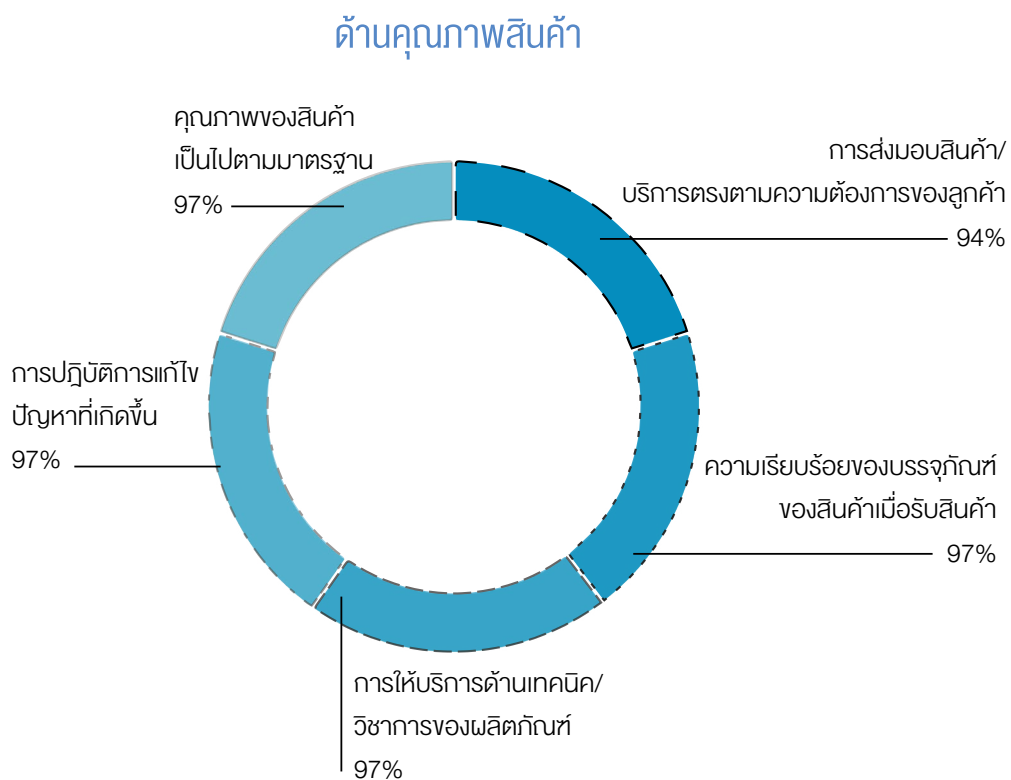 ด้านคุณภาพสินค้า
คุณภาพของสินค้า
เป็นไปตามมาตรฐาน
97%
การส่งมอบสินค้า/
บริการตรงตามความต้องการของลูกค้า
94%
การปฏิบัติการแก้ไข
ปัญหาที่เกิดขึ้น
97%
ความเรียบร้อยของบรรจุภัณฑ์
ของสินค้าเมื่อรับสินค้า
97%
การให้บริการด้านเทคนิค/
วิชาการของผลิตภัณฑ์
97%